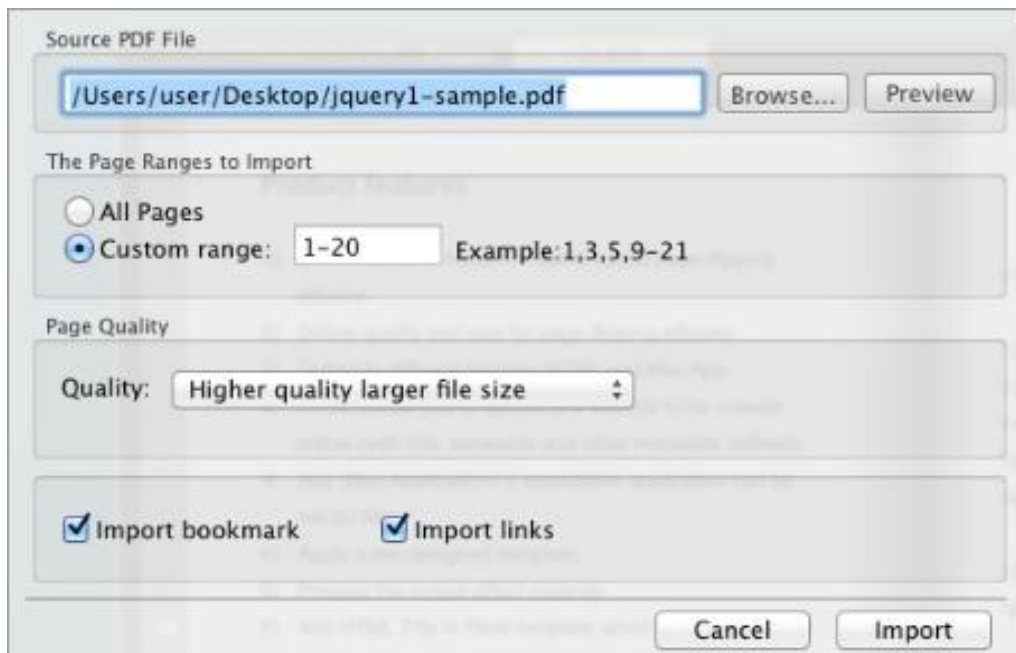 Source PDF File
/Users/user/Desktop/jquery1-sample.pdf Browse... Preview
The Page Ranges to Import
Product features
All Pages
Custom range: 1-20 Example:1,3,5,9-21
Page Quality
Quality: Higher quality larger file size
Import bookmark Import links
Cancel Import